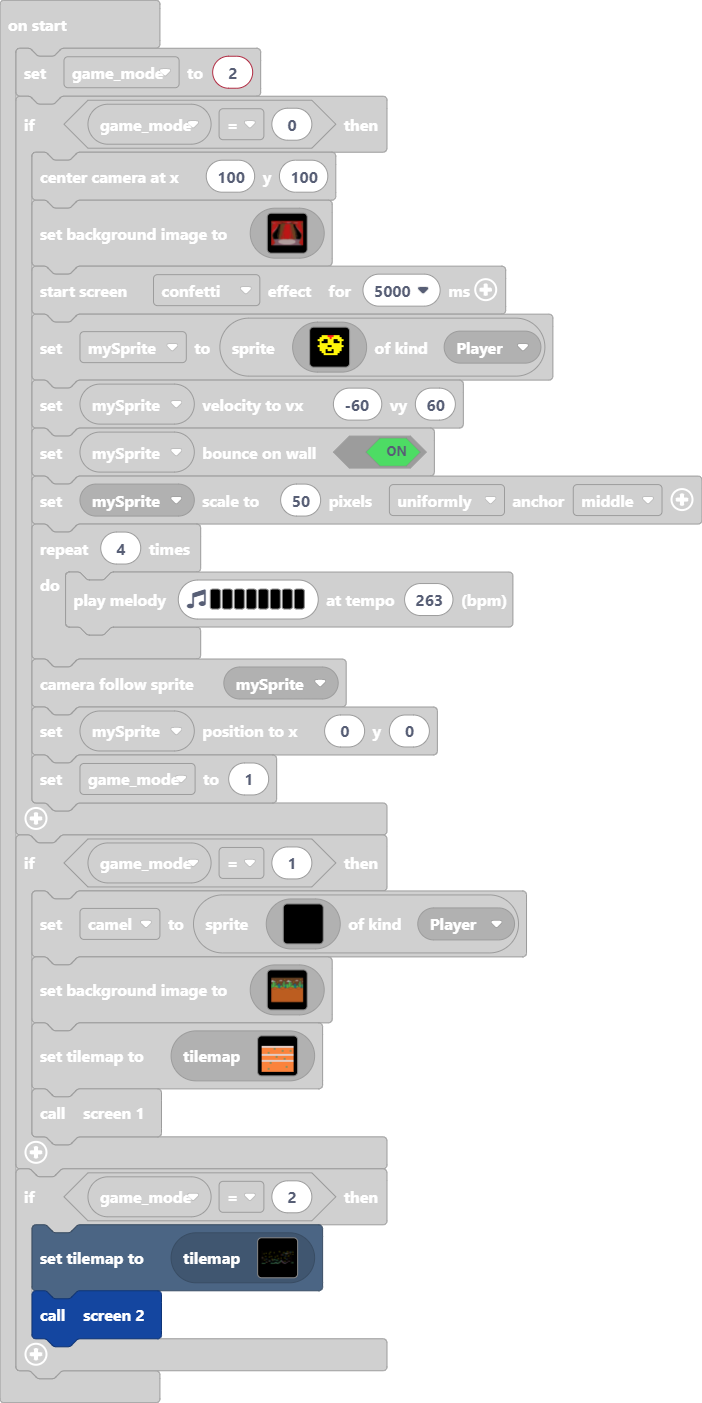 on start
set game_mode to 2
if game_mode = 0 then
center camera at x 100 y 100
set background image to
start screen confetti effect for 5000 ms
set mySprite to sprite of kind Player
set mySprite velocity to vx -60 vy 60
set mySprite bounce on wall ON
set mySprite scale to 50 pixels uniformly anchor middle
repeat 4 times
do
play melody at tempo 263 (bpm)
camera follow sprite mySprite
set mySprite position to x 0 y 0
set game_mode to 1
if game_mode = 1 then
set camel to sprite of kind Player
set background image to
set tilemap to tilemap
call screen 1
if game_mode = 2 then
set tilemap to tilemap
call screen 2